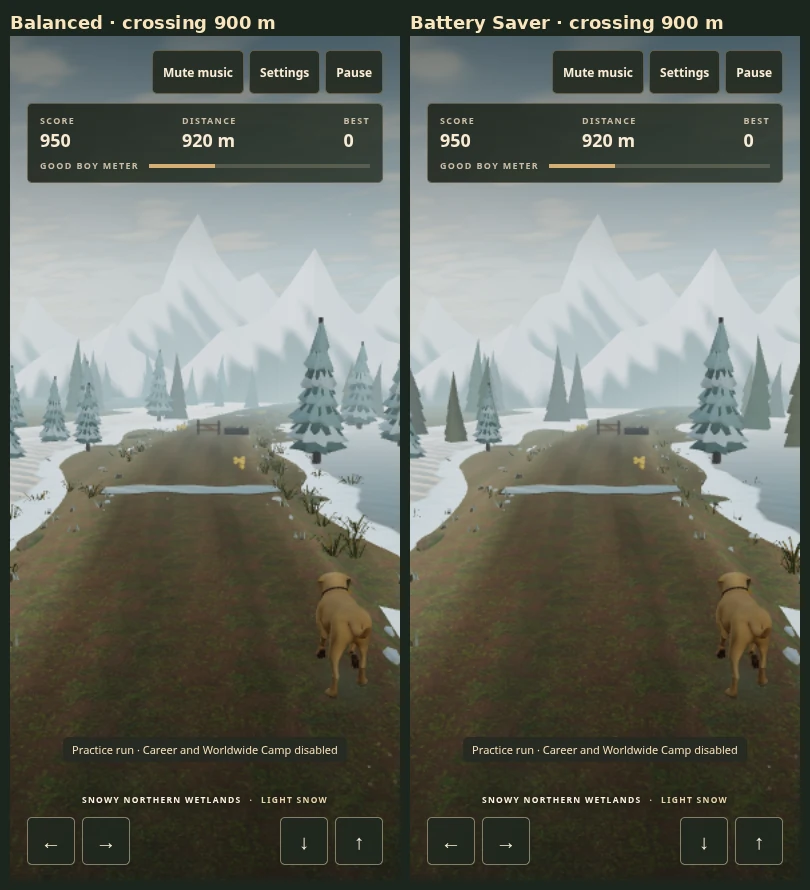 Balanced · crossing 900 m
Mute music Settings Pause
SCORE DISTANCE BEST
950 920 m 0
GOOD BOY METER
Practice run · Career and Worldwide Camp disabled
SNOWY NORTHERN WETLANDS · LIGHT SNOW
← → ↓ ↑
Battery Saver · crossing 900 m
Mute music Settings Pause
SCORE DISTANCE BEST
950 920 m 0
GOOD BOY METER
Practice run · Career and Worldwide Camp disabled
SNOWY NORTHERN WETLANDS · LIGHT SNOW
← → ↓ ↑